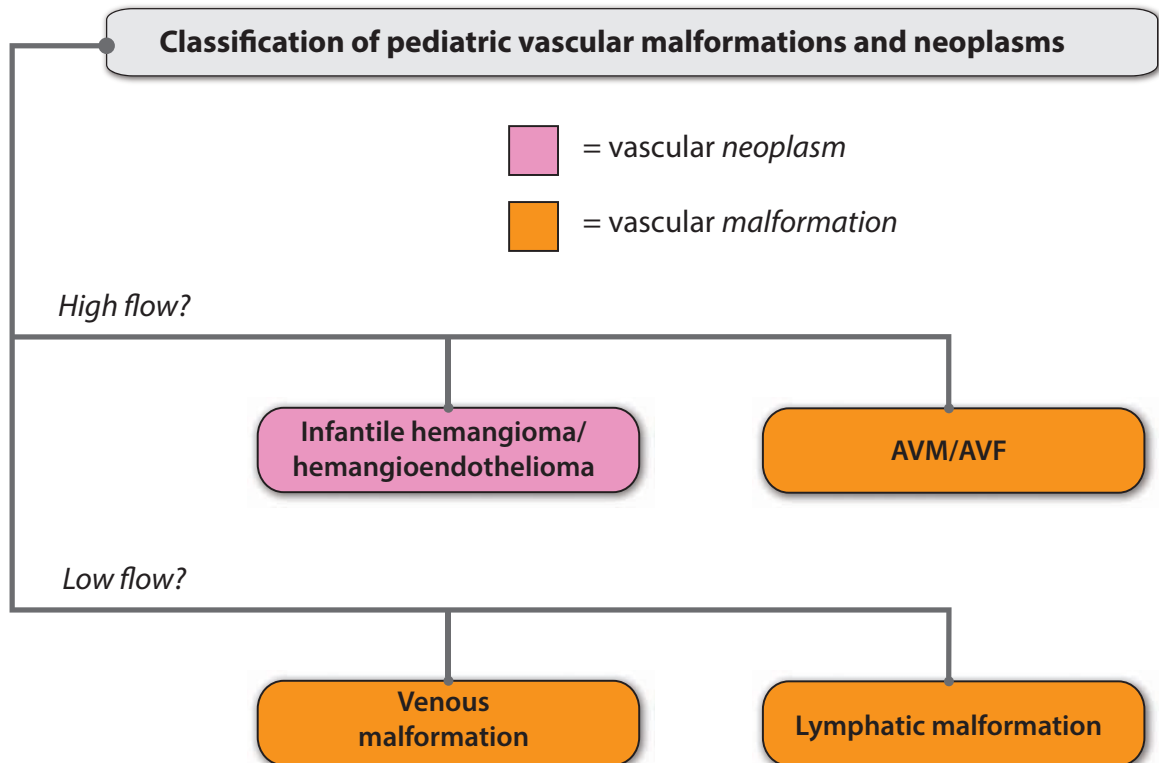 Classification of pediatric vascular malformations and neoplasms
= vascular neoplasm
= vascular malformation
High flow?
Infantile hemangioma/
hemangioendothelioma
AVM/AVF
Low flow?
Venous
malformation
Lymphatic malformation